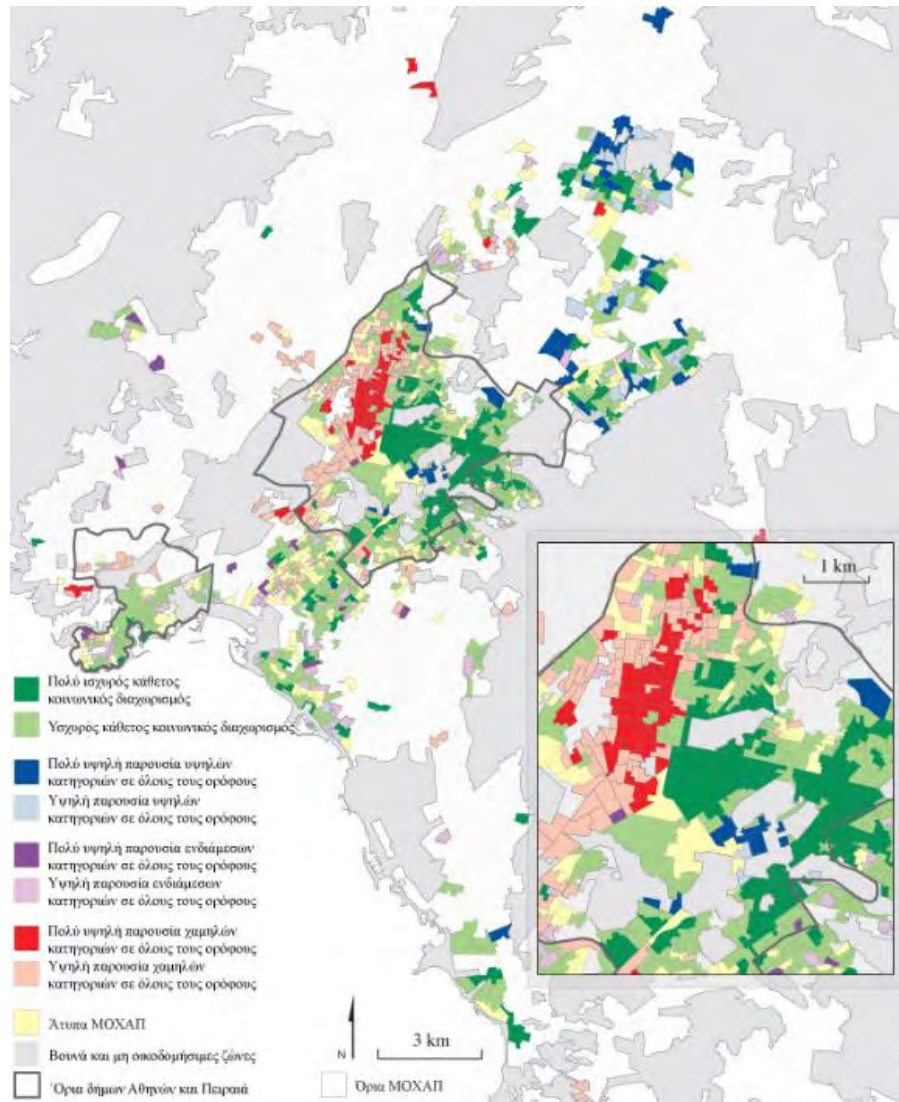 1 km
Πολύ ισχυρός κάθετος
κοινωνικός διαχωρισμός
Υσχυρός κάθετος κοινωνικός διαχωρισμός
Πολύ υψηλή παρουσία υψηλών
κατηγοριών σε όλους τους ορόφους
Υψηλή παρουσία υψηλών
κατηγοριών σε όλους τους ορόφους
Πολύ υψηλή παρουσία ενδιάμεσων
κατηγοριών σε όλους τους ορόφους
Υψηλή παρουσία ενδιάμεσων
κατηγοριών σε όλους τους ορόφους
Πολύ υψηλή παρουσία χαμηλών
κατηγοριών σε όλους τους ορόφους
Υψηλή παρουσία χαμηλών
κατηγοριών σε όλους τους ορόφους
Άτυπα ΜΟΧΑΠ
Βουνά και μη οικοδομήσιμες ζώνες
Όρια δήμων Αθηνών και Πειραιά
N
3 km
Όρια ΜΟΧΑΠ